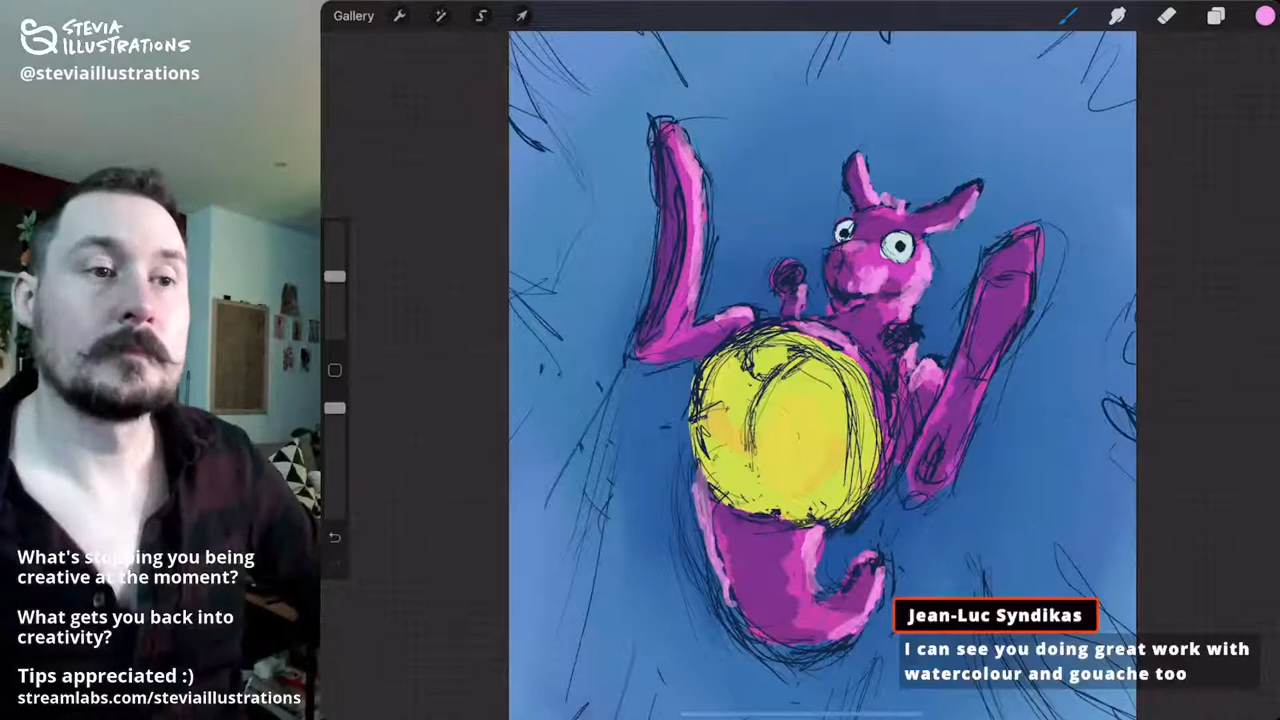 STEVIA
ILLUSTRATIONS
@steviaillustrations
Gallery
What's stopping you being
creative at the moment?
What gets you back into
creativity?
Tips appreciated :)
streamlabs.com/steviaillustrations
Jean-Luc Syndikas
I can see you doing great work with
watercolour and gouache too